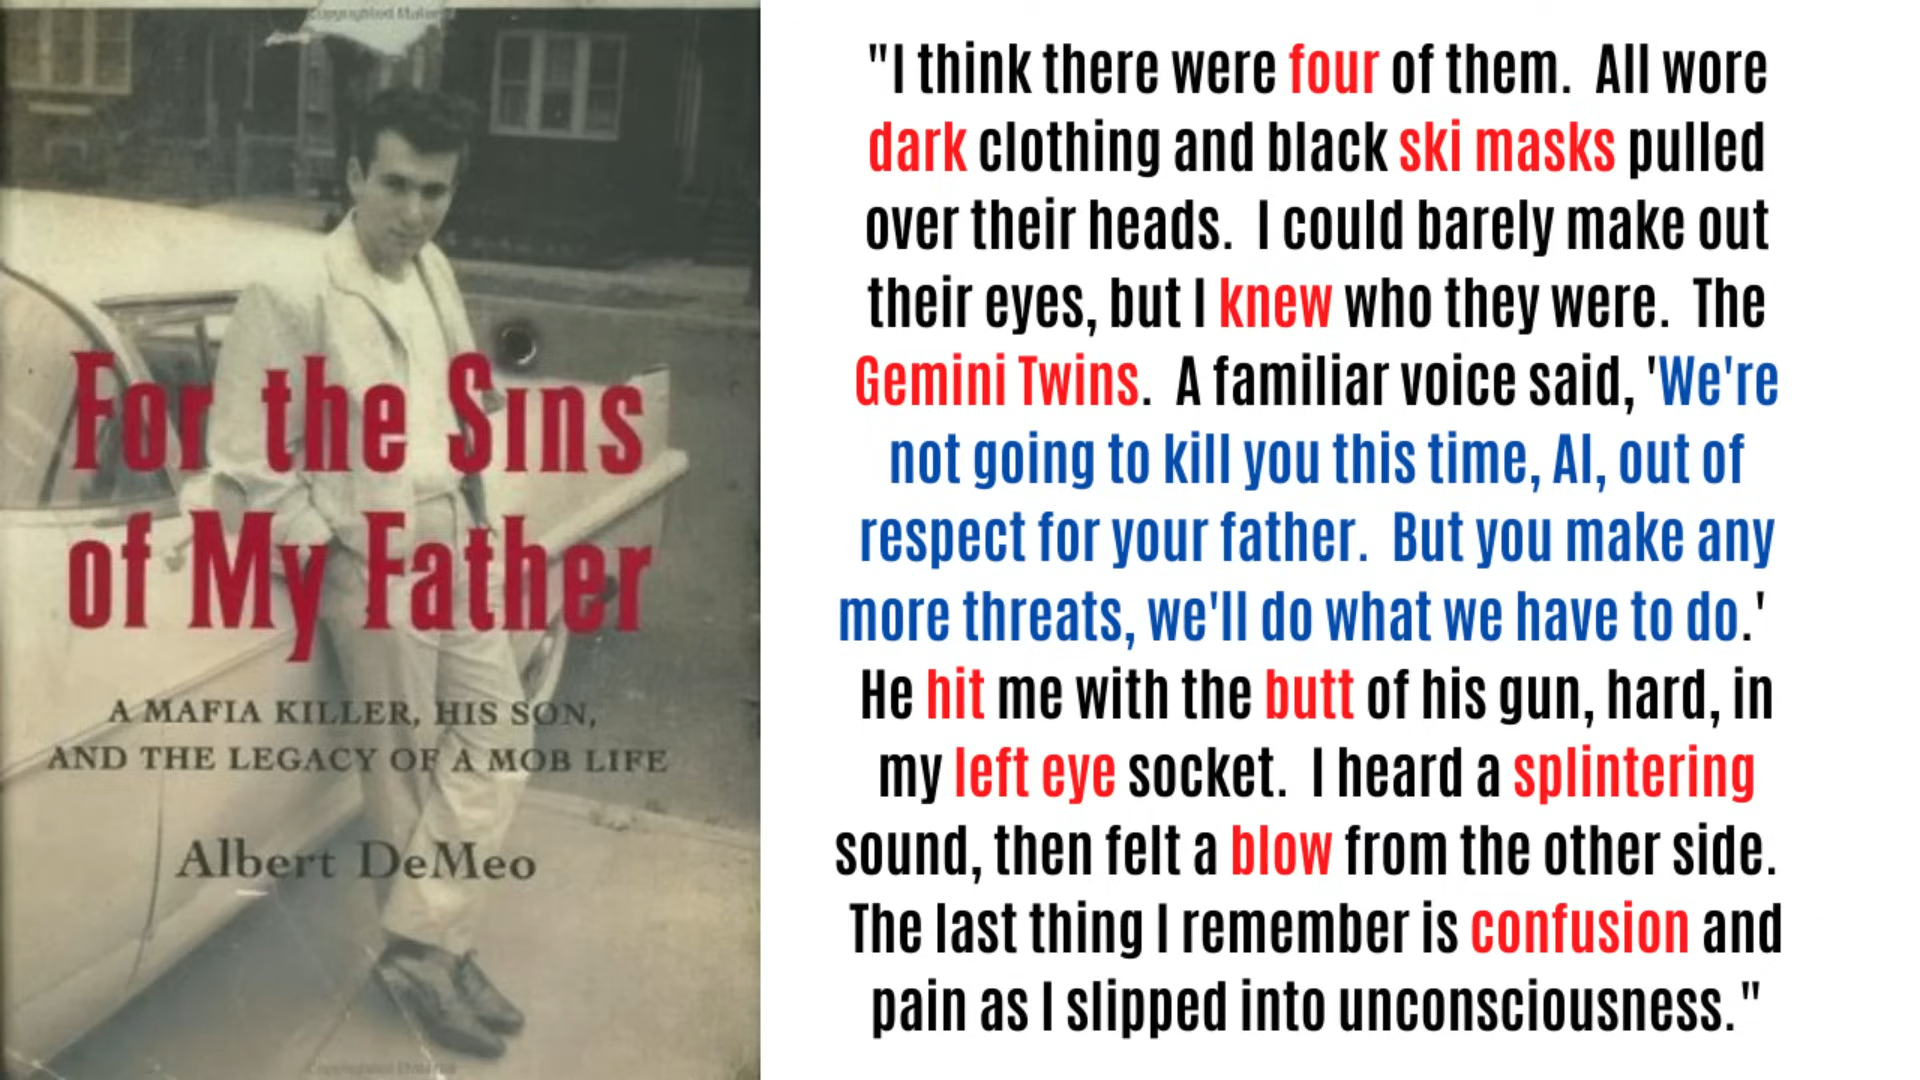 Copyrighted Material
For the Sins
of My Father
A MAFIA KILLER, HIS SON,
AND THE LEGACY OF A MOB LIFE
Albert DeMeo
Copyrighted Material
"I think there were four of them.  All wore
dark clothing and black ski masks pulled
over their heads.  I could barely make out
their eyes, but I knew who they were.  The
Gemini Twins.  A familiar voice said, 'We're
not going to kill you this time, Al, out of
respect for your father.  But you make any
more threats, we'll do what we have to do.'
He hit me with the butt of his gun, hard, in
my left eye socket.  I heard a splintering
sound, then felt a blow from the other side.
The last thing I remember is confusion and
pain as I slipped into unconsciousness."